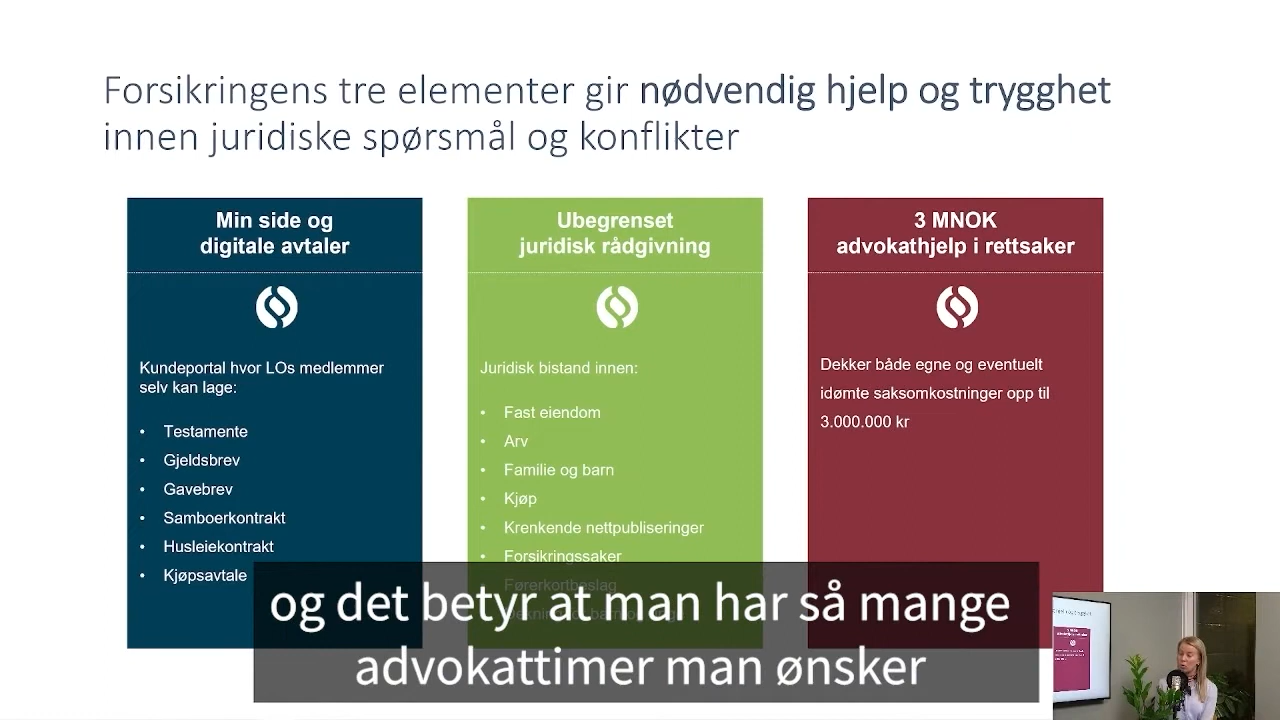 Forsikringens tre elementer gir nødvendig hjelp og trygghet
innen juridiske spørsmål og konflikter
Min side og
digitale avtaler
Kundeportal hvor LOs medlemmer
selv kan lage:
• Testamente
• Gjeldsbrev
• Gavebrev
• Samboerkontrakt
• Husleiekontrakt
• Kjøpsavtale
Ubegrenset
juridisk rådgivning
Juridisk bistand innen:
• Fast eiendom
• Arv
• Familie og barn
• Kjøp
• Krenkende nettpubliseringer
• Forsikringssaker
• Førerkortbeslag
3 MNOK
advokathjelp i rettsaker
Dekker både egne og eventuelt
idømte saksomkostninger opp til
3.000.000 kr
og det betyr at man har så mange
advokattimer man ønsker